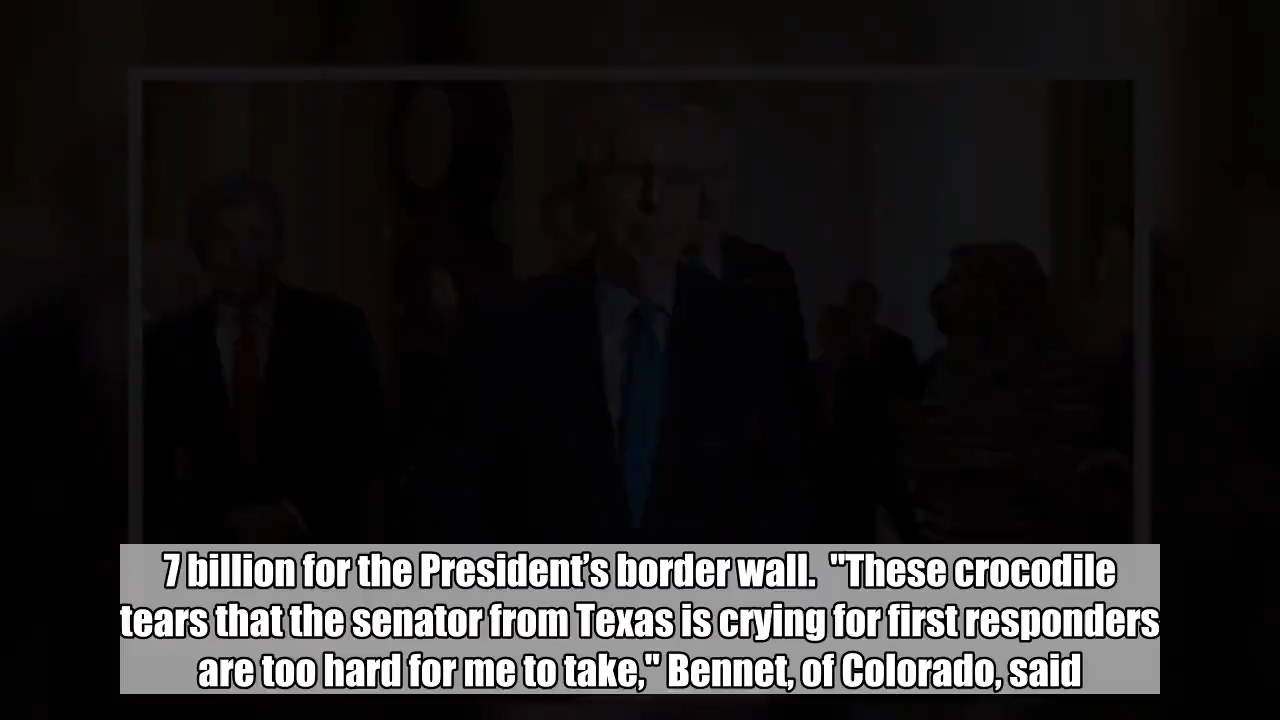 7 billion for the President’s border wall.  "These crocodile
tears that the senator from Texas is crying for first responders
are too hard for me to take," Bennet, of Colorado, said